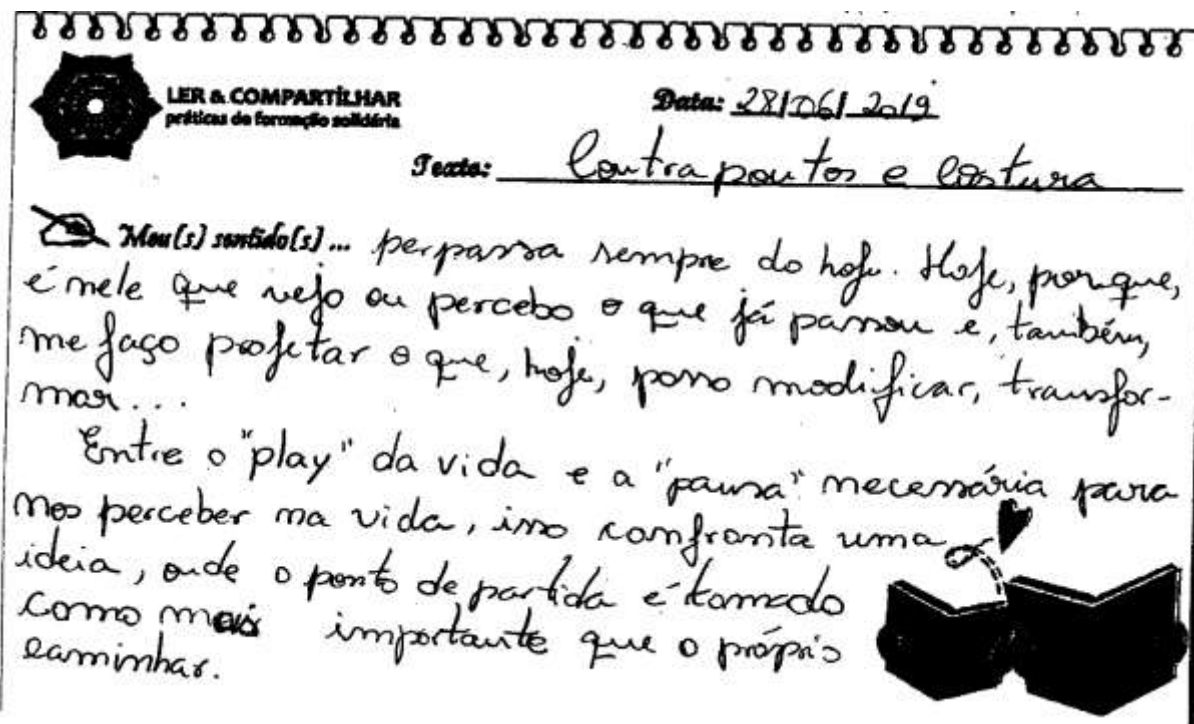 LER & COMPARTILHAR
práticas de formação solidária
Data: 28/06/2019
Texto: Contrapontos e costura
Meu(s) sentido(s)... perpassa sempre do hoje. Hoje, porque,
é nele que vejo ou percebo o que já passou e, também,
me faço projetar o que, hoje, posso modificar, transfor-
mar...
Entre o "play" da vida e a "pausa" necessária para
nos perceber na vida, isso confronta uma
ideia, onde o ponto de partida é tomado
como mais importante que o próprio
caminhar.